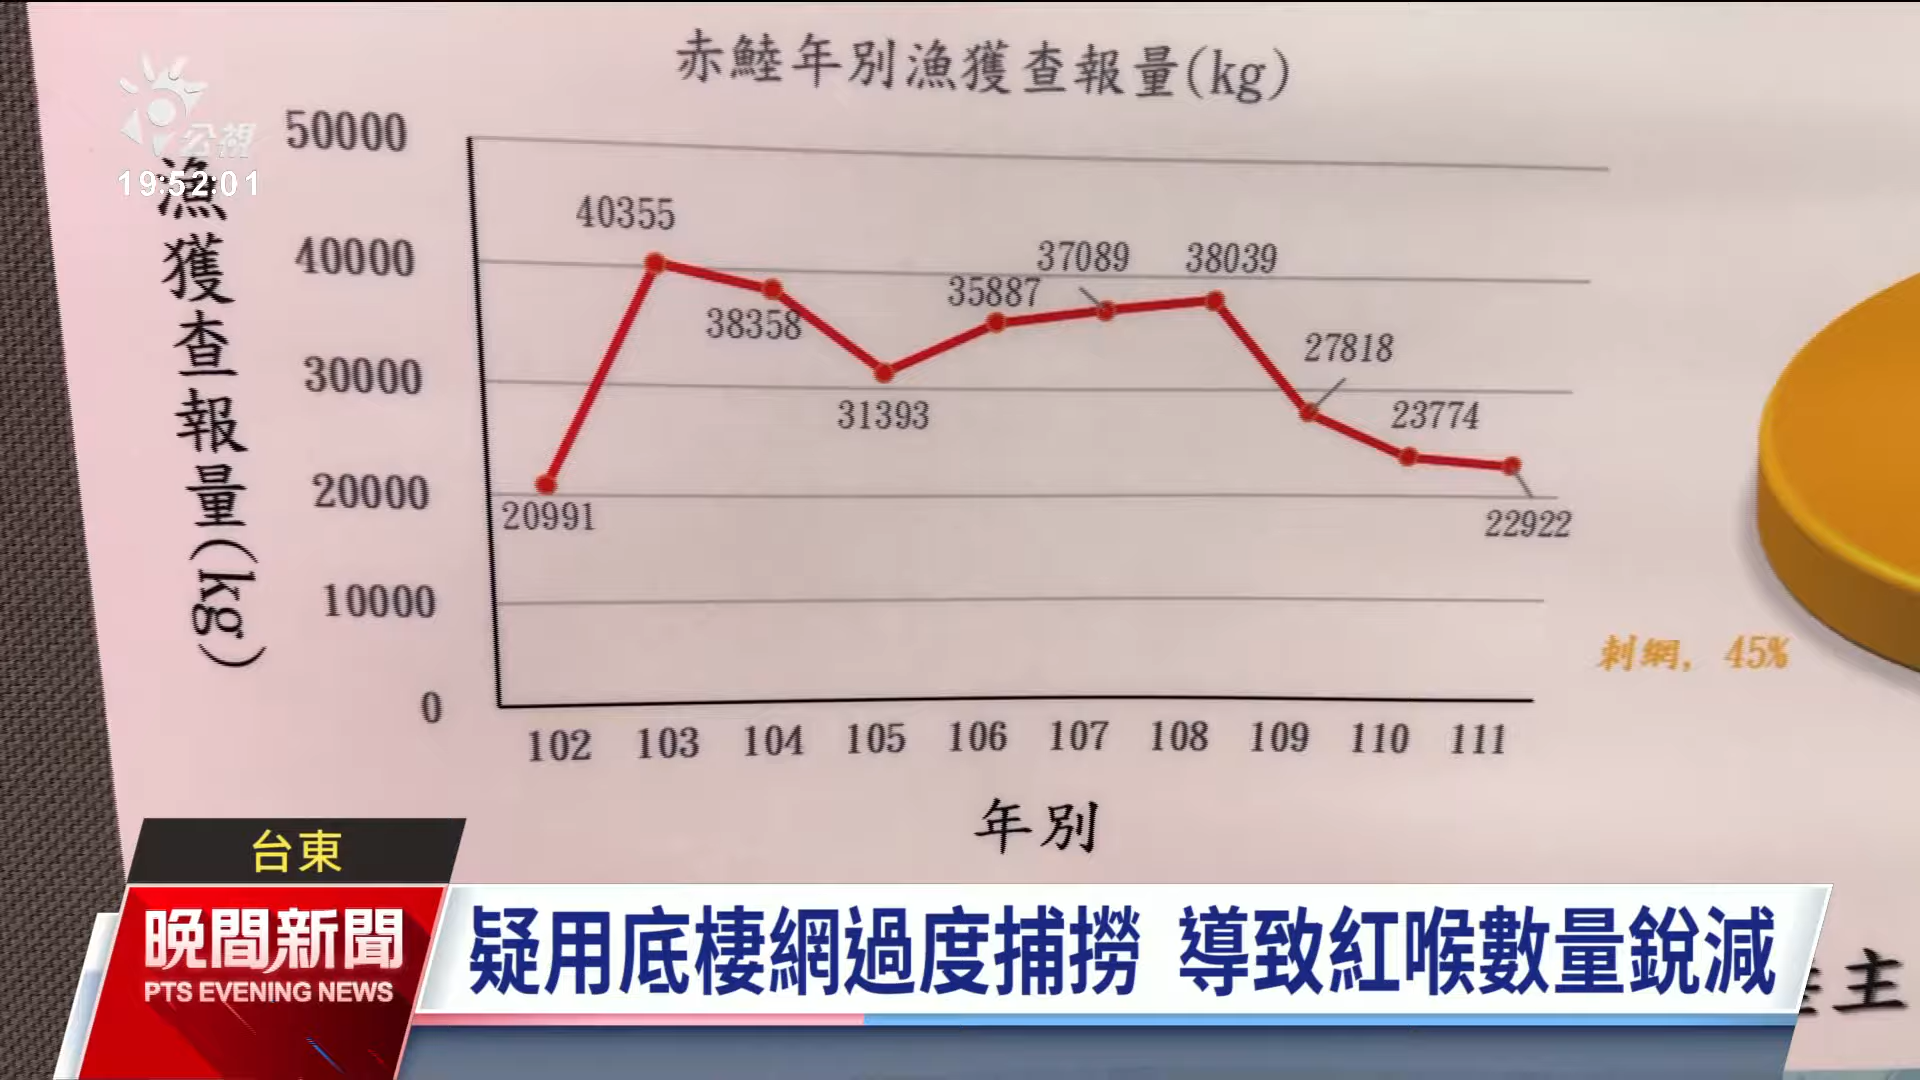 赤鯥年別漁獲查報量(kg)
公視
19:52:01
漁獲查報量(kg)
50000
40000
30000
20000
10000
0
40355
38358
31393
35887
37089
38039
27818
23774
22922
20991
102 103 104 105 106 107 108 109 110 111
年別
刺網, 45%
台東
晚間新聞
PTS EVENING NEWS
疑用底棲網過度捕撈 導致紅喉數量銳減
主